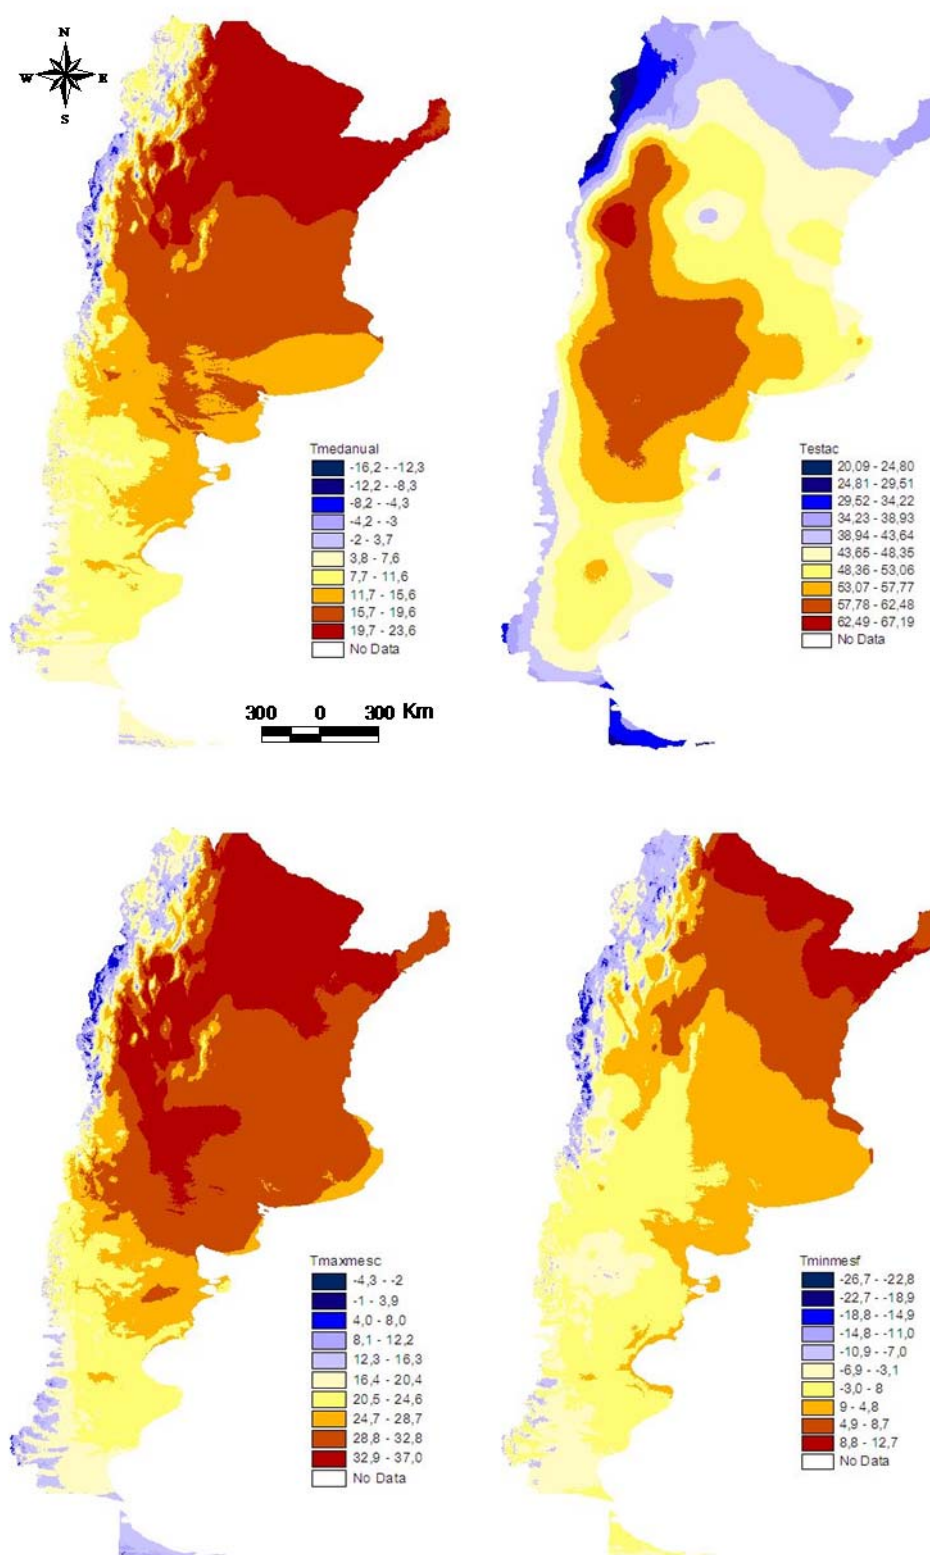 N
W E
S
Tmedanual
-16,2 - -12,3
-12,2 - -8,3
-8,2 - -4,3
-4,2 - -3
-2 - 3,7
3,8 - 7,6
7,7 - 11,6
11,7 - 15,6
15,7 - 19,6
19,7 - 23,6
No Data
Testac
20,09 - 24,80
24,81 - 29,51
29,52 - 34,22
34,23 - 38,93
38,94 - 43,64
43,65 - 48,35
48,36 - 53,06
53,07 - 57,77
57,78 - 62,48
62,49 - 67,19
No Data
300 0 300 Km
Tmaxmesc
-4,3 - -2
-1 - 3,9
4,0 - 8,0
8,1 - 12,2
12,3 - 16,3
16,4 - 20,4
20,5 - 24,6
24,7 - 28,7
28,8 - 32,8
32,9 - 37,0
No Data
Tminmesf
-26,7 - -22,8
-22,7 - -18,9
-18,8 - -14,9
-14,8 - -11,0
-10,9 - -7,0
-6,9 - -3,1
-3,0 - 8
9 - 4,8
4,9 - 8,7
8,8 - 12,7
No Data